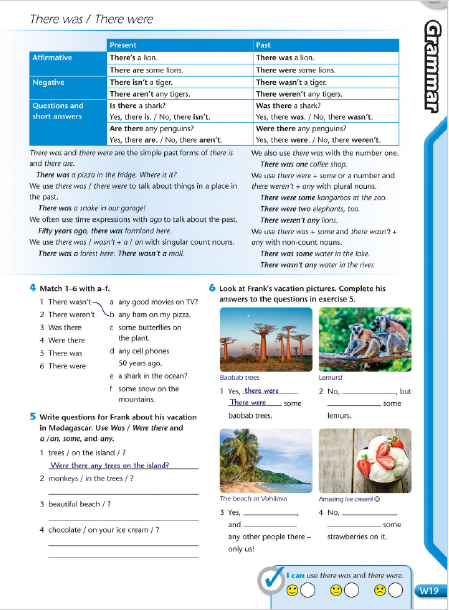 There was / There were
Grammar
Present Past
Affirmative There's a lion. There was a lion.
There are some lions. There were some lions.
Negative There isn't a tiger. There wasn't a tiger.
There aren't any tigers. There weren't any tigers.
Questions and short answers Is there a shark? Was there a shark?
Yes, there is. / No, there isn't. Yes, there was. / No, there wasn't.
Are there any penguins? Were there any penguins?
Yes, there are. / No, there aren't. Yes, there were. / No, there weren't.
There was and there were are the simple past forms of there is
and there are.
There was a pizza in the fridge. Where is it?
We use there was / there were to talk about things in a place in
the past.
There was a snake in our garage!
We often use time expressions with ago to talk about the past.
Fifty years ago, there was farmland here.
We use there was / wasn't + a / an with singular count nouns.
There was a forest here. There wasn't a mall.
We also use there was with the number one.
There was one coffee shop.
We use there were + some or a number and
there weren't + any with plural nouns.
There were some kangaroos at the zoo.
There were two elephants, too.
There weren't any lions.
We use there was + some and there wasn't +
any with non-count nouns.
There was some water in the lake.
There wasn't any water in the river.
4 Match 1–6 with a–f.
1 There wasn't
2 There weren't
3 Was there
4 Were there
5 There was
6 There were
a any good movies on TV?
b any ham on my pizza.
c some butterflies on
the plant.
d any cell phones
50 years ago.
e a shark in the ocean?
f some snow on the
mountains.
5 Write questions for Frank about his vacation
in Madagascar. Use Was / Were there and
a / an, some, and any.
1 trees / on the island / ?
Were there any trees on the island?
2 monkeys / in the trees / ?
3 beautiful beach / ?
4 chocolate / on your ice cream / ?
6 Look at Frank's vacation pictures. Complete his
answers to the questions in exercise 5.
Baobab trees
1 Yes, there were.
There were some
baobab trees.
Lemurs!
2 No, ____, but
____ some
lemurs.
The beach at Vohilava
3 Yes, ____,
and ____
any other people there –
only us!
Amazing ice cream! ☺
4 No, ____.
____ some
strawberries on it.
I can use there was and there were.
W19